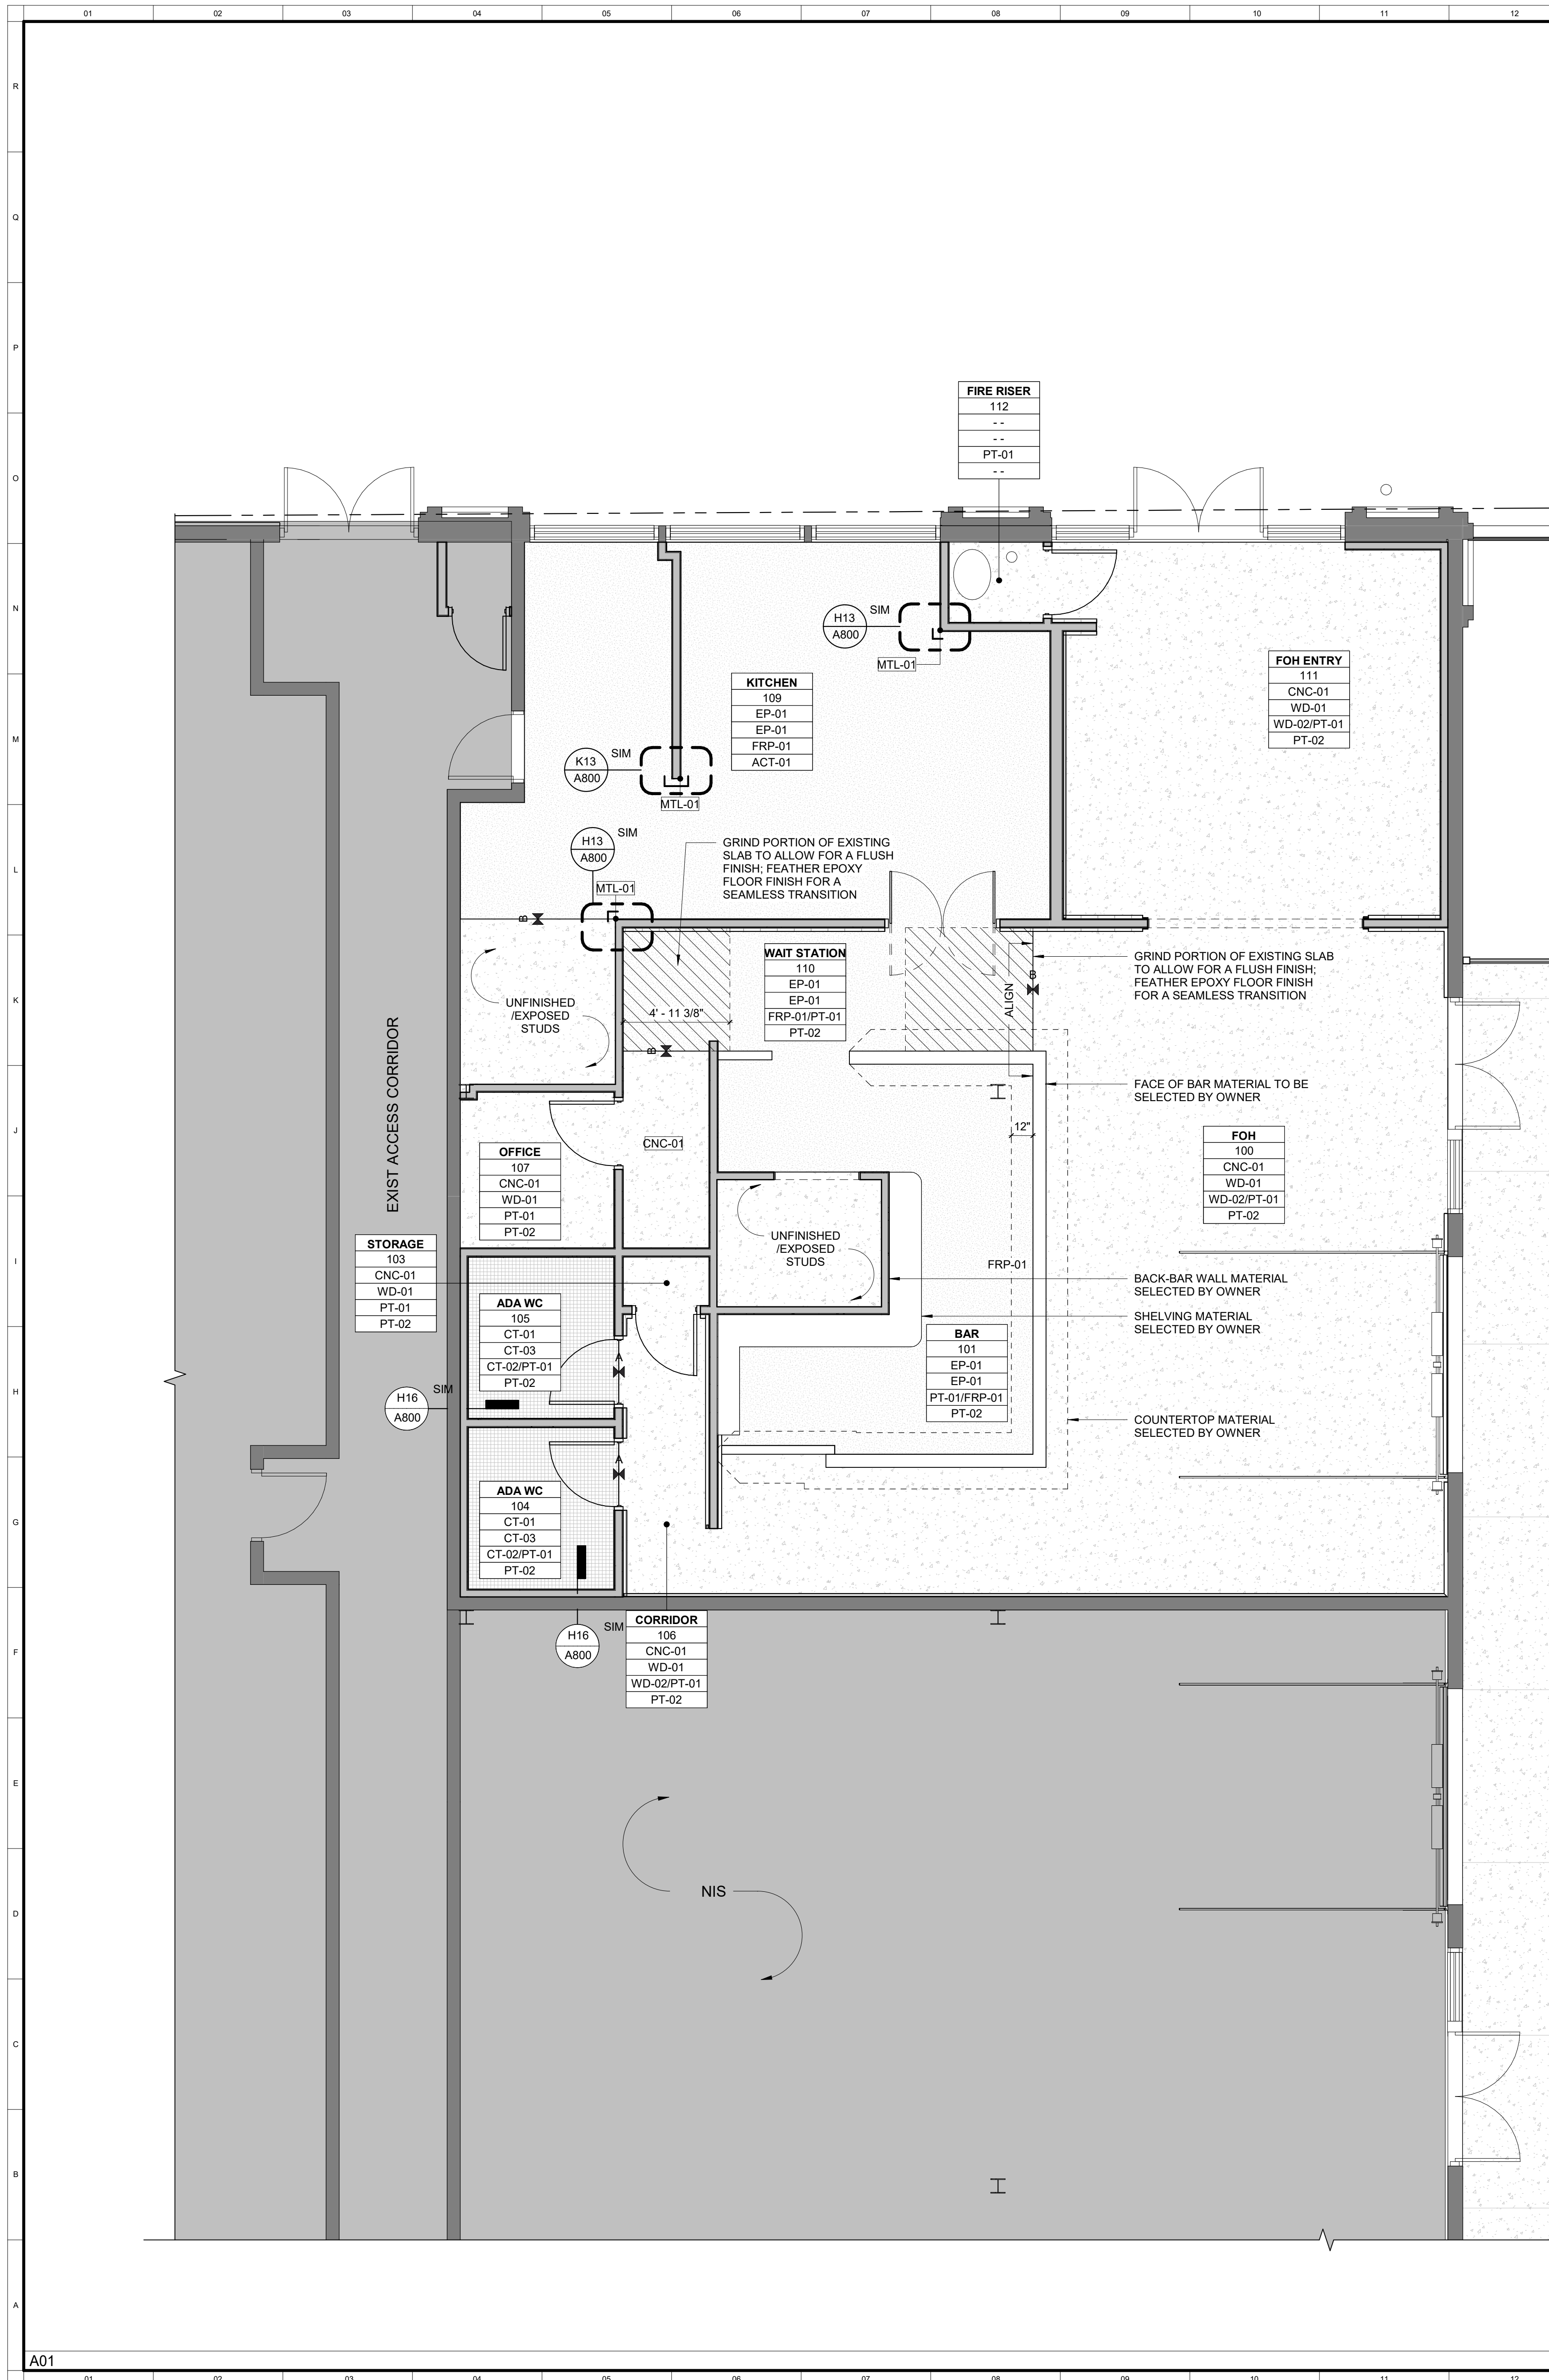 01 02 03 04 05 06 07 08 09 10 11 12
R
Q
P
O
N
M
L
K
J
I
H
G
F
E
D
C
B
A
FIRE RISER
112
- -
- -
PT-01
- -
H13
A800
SIM
MTL-01
KITCHEN
109
EP-01
EP-01
FRP-01
ACT-01
FOH ENTRY
111
CNC-01
WD-01
WD-02/PT-01
PT-02
K13
A800
SIM
MTL-01
H13
A800
SIM
MTL-01
GRIND PORTION OF EXISTING
SLAB TO ALLOW FOR A FLUSH
FINISH; FEATHER EPOXY
FLOOR FINISH FOR A
SEAMLESS TRANSITION
B
UNFINISHED
/EXPOSED
STUDS
4' - 11 3/8"
B
WAIT STATION
110
EP-01
EP-01
FRP-01/PT-01
PT-02
ALIGN
B
GRIND PORTION OF EXISTING SLAB
TO ALLOW FOR A FLUSH FINISH;
FEATHER EPOXY FLOOR FINISH
FOR A SEAMLESS TRANSITION
EXIST ACCESS CORRIDOR
FACE OF BAR MATERIAL TO BE
SELECTED BY OWNER
12"
CNC-01
OFFICE
107
CNC-01
WD-01
PT-01
PT-02
FOH
100
CNC-01
WD-01
WD-02/PT-01
PT-02
STORAGE
103
CNC-01
WD-01
PT-01
PT-02
UNFINISHED
/EXPOSED
STUDS
FRP-01
BACK-BAR WALL MATERIAL
SELECTED BY OWNER
SHELVING MATERIAL
SELECTED BY OWNER
ADA WC
105
CT-01
CT-03
CT-02/PT-01
PT-02
A
BAR
101
EP-01
EP-01
PT-01/FRP-01
PT-02
H16
A800
SIM
COUNTERTOP MATERIAL
SELECTED BY OWNER
A
ADA WC
104
CT-01
CT-03
CT-02/PT-01
PT-02
H16
A800
SIM
CORRIDOR
106
CNC-01
WD-01
WD-02/PT-01
PT-02
NIS
A01
01 02 03 04 05 06 07 08 09 10 11 12